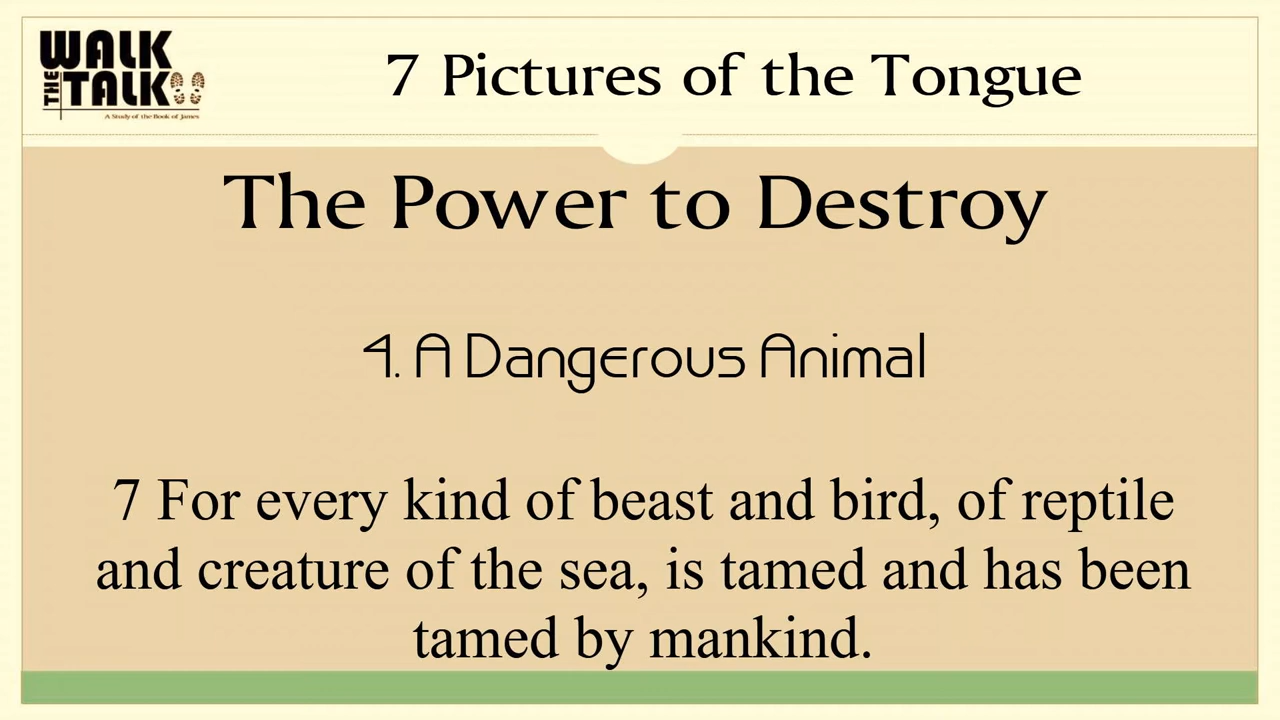 WALK
THE TALK
A Study of the Book of James
7 Pictures of the Tongue
The Power to Destroy
4. A Dangerous Animal
7 For every kind of beast and bird, of reptile
and creature of the sea, is tamed and has been
tamed by mankind.